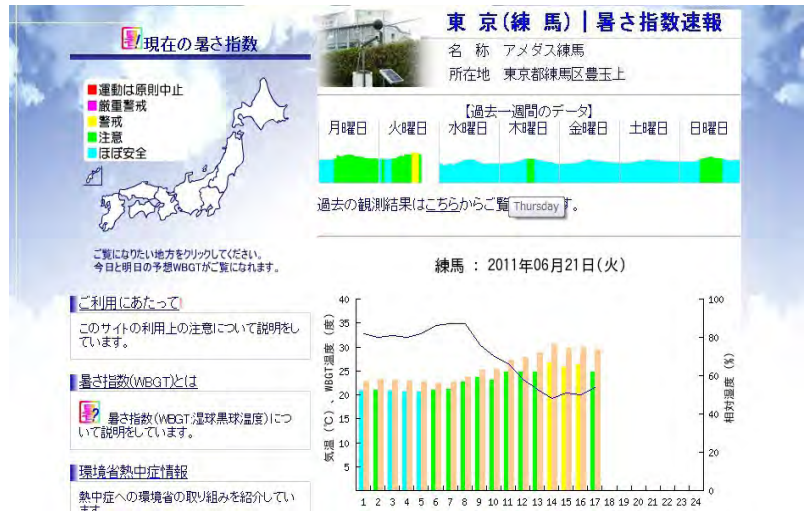 現在の暑さ指数
運動は原則中止
厳重警戒
警戒
注意
ほぼ安全
ご覧になりたい地方をクリックしてください。
今日と明日の予想WBGTがご覧になれます。
ご利用にあたって!
このサイトの利用上の注意について説明をし
ています。
暑さ指数(WBGT)とは
暑さ指数(WBGT:湿球黒球温度)につ
いて説明をしています。
環境省熱中症情報
熱中症への環境省の取り組みを紹介してい
ます
東 京(練 馬)|暑さ指数速報
名 称 アメダス練馬
所在地 東京都練馬区豊玉上
【過去一週間のデータ】
月曜日 火曜日 水曜日 木曜日 金曜日 土曜日 日曜日
過去の観測結果はこちらからご覧 す。
Thursday
練馬 : 2011年06月21日(火)
気温 (℃)、WBGT温度 (度)
40
35
30
25
20
15
10
5
100
80
60
40
20
0
相対湿度 (%)
1 2 3 4 5 6 7 8 9 10 11 12 13 14 15 16 17 18 19 20 21 22 23 24